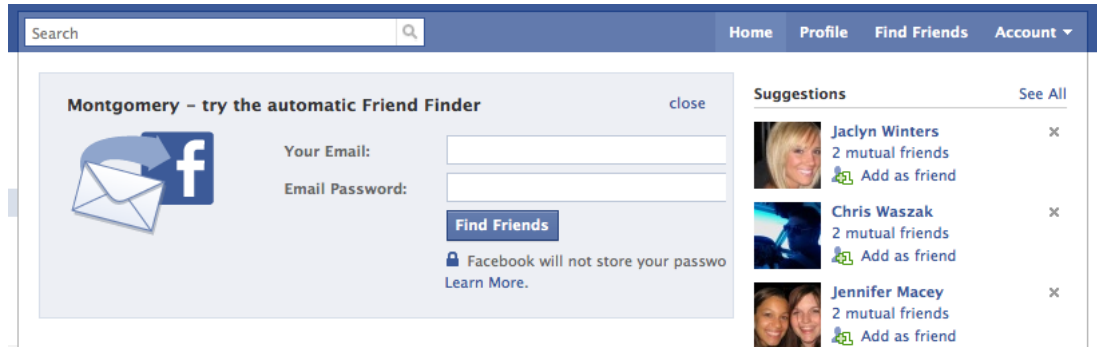 Search
Home Profile Find Friends Account
Montgomery – try the automatic Friend Finder close
Your Email:
Email Password:
Find Friends
Facebook will not store your passwo
Learn More.
Suggestions See All
Jaclyn Winters
2 mutual friends
Add as friend
Chris Waszak
2 mutual friends
Add as friend
Jennifer Macey
2 mutual friends
Add as friend